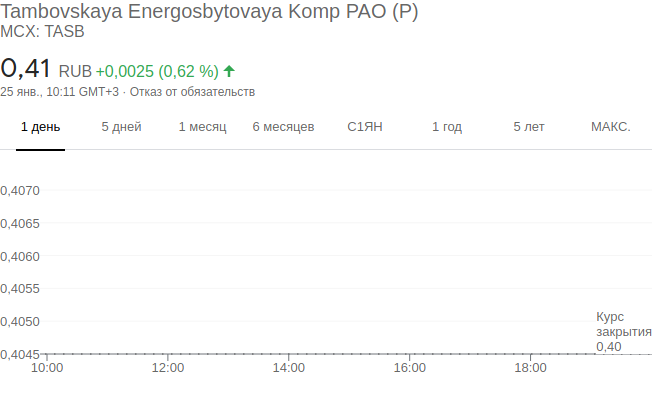 Tambovskaya Energosbytovaya Komp PAO (P)
MCX: TASB
0,41 RUB +0,0025 (0,62 %)
25 янв., 10:11 GMT+3 · Отказ от обязательств
1 день 5 дней 1 месяц 6 месяцев С1ЯН 1 год 5 лет МАКС.
0,4070
0,4065
0,4060
0,4055
0,4050
Курс
закрытия
0,40
0,4045
10:00 12:00 14:00 16:00 18:00